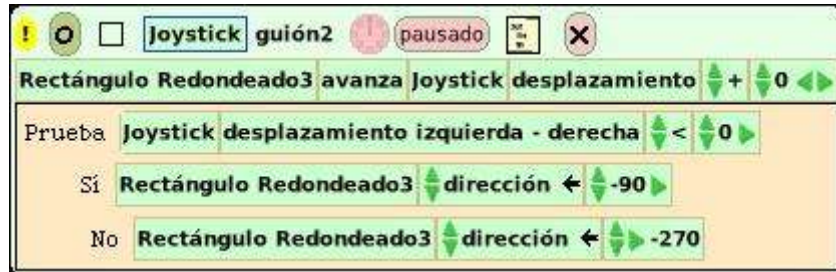 ! O Joystick guión2 pausado
Rectángulo Redondeado3 avanza Joystick desplazamiento + 0
Prueba Joystick desplazamiento izquierda - derecha < 0
Sí Rectángulo Redondeado3 dirección ← -90
No Rectángulo Redondeado3 dirección ← -270